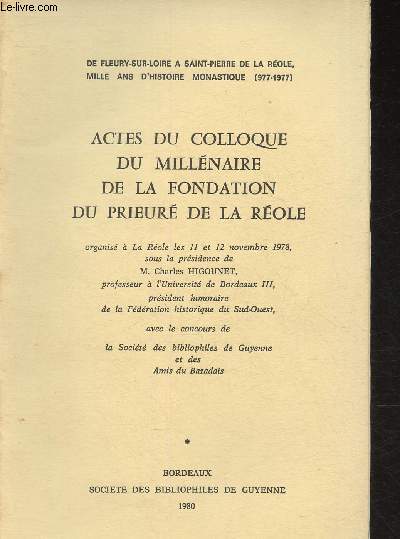 ©Le-livre.com
DE FLEURY-SUR-LOIRE A SAINT-PIERRE DE LA RÉOLE,
MILLE ANS D'HISTOIRE MONASTIQUE (977-1977)
ACTES DU COLLOQUE
DU MILLÉNAIRE
DE LA FONDATION
DU PRIEURÉ DE LA RÉOLE
organisé à La Réole les 11 et 12 novembre 1978,
sous la présidence de
M. Charles HIGOUNET,
professeur à l'Université de Bordeaux III,
président honoraire
de la Fédération historique du Sud-Ouest,
avec le concours de
la Société des bibliophiles de Guyenne
et des
Amis du Bazadais
*
BORDEAUX
SOCIETE DES BIBLIOPHILES DE GUYENNE
1980